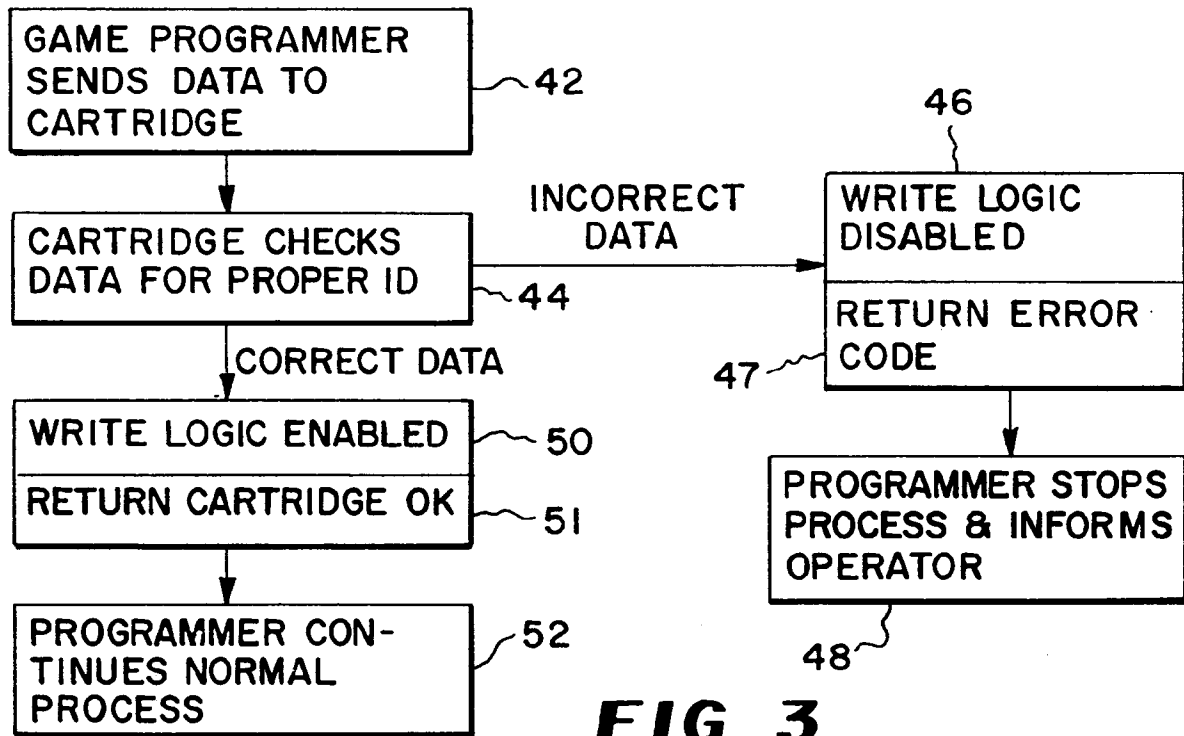 GAME PROGRAMMER
SENDS DATA TO
CARTRIDGE
42
CARTRIDGE CHECKS
DATA FOR PROPER ID
44
INCORRECT
DATA
46
WRITE LOGIC
DISABLED
RETURN ERROR
CODE
47
CORRECT DATA
WRITE LOGIC ENABLED
50
RETURN CARTRIDGE OK
51
PROGRAMMER STOPS
PROCESS & INFORMS
OPERATOR
48
PROGRAMMER CON-
TINUES NORMAL
PROCESS
52
FIG 3